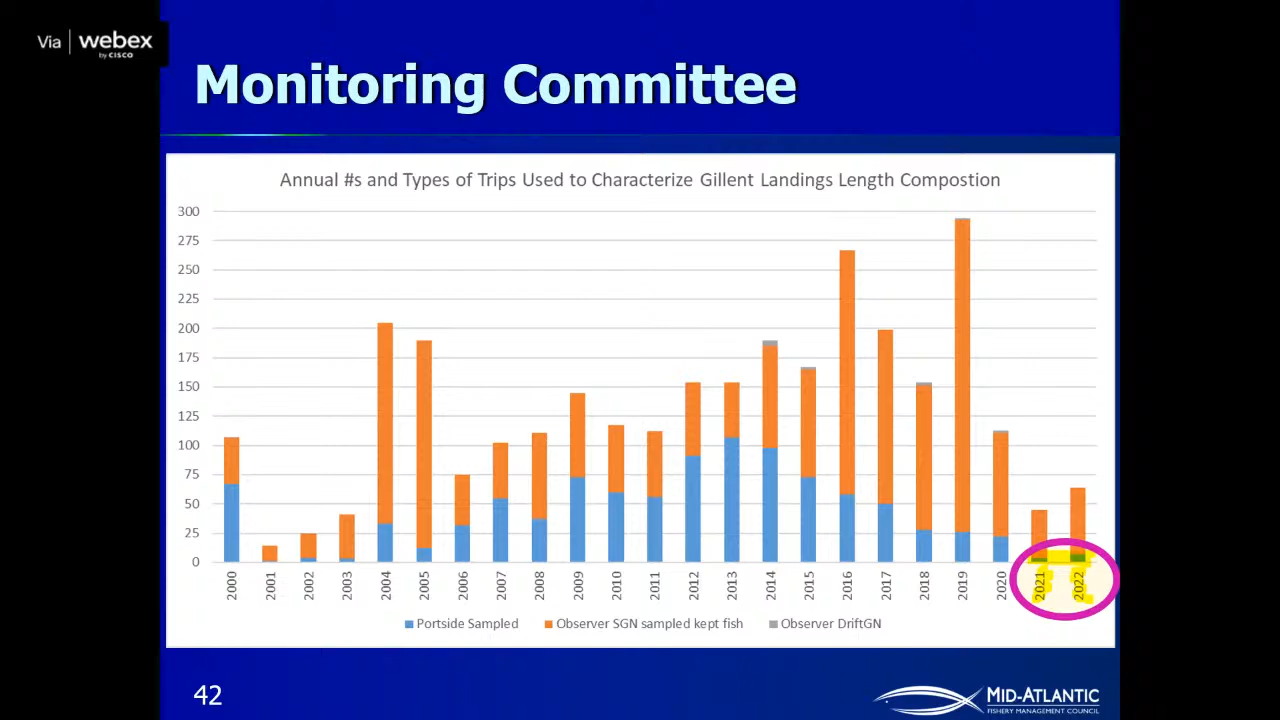 Via webex
by CISCO
Monitoring Committee
Annual #s and Types of Trips Used to Characterize Gillent Landings Length Compostion
300
275
250
225
200
175
150
125
100
75
50
25
0
2000 2001 2002 2003 2004 2005 2006 2007 2008 2009 2010 2011 2012 2013 2014 2015 2016 2017 2018 2019 2020 2021 2022
Portside Sampled Observer SGN sampled kept fish Observer DriftGN
42
MID-ATLANTIC
FISHERY MANAGEMENT COUNCIL